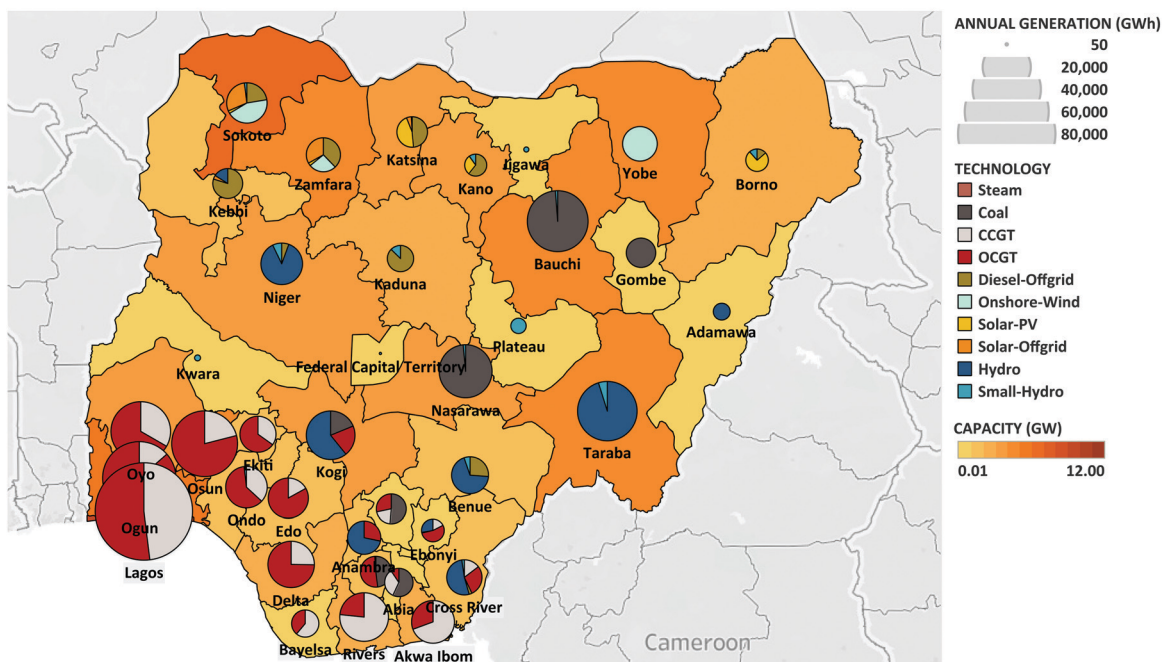 ANNUAL GENERATION (GWh)
50
20,000
40,000
60,000
80,000
TECHNOLOGY
Steam
Coal
CCGT
OCGT
Diesel-Offgrid
Onshore-Wind
Solar-PV
Solar-Offgrid
Hydro
Small-Hydro
CAPACITY (GW)
0.01 12.00
Sokoto
Katsina
Jigawa
Yobe
Zamfara
Kano
Borno
Kebbi
Bauchi
Gombe
Niger
Kaduna
Adamawa
Plateau
Kwara
Federal Capital Territory
Nasarawa
Taraba
Oyo
Osun
Ekiti
Kogi
Ogun
Ondo
Edo
Benue
Lagos
Ebonyi
Anambra
Delta
Abia
Cross River
Bayelsa
Rivers
Akwa Ibom
Cameroon